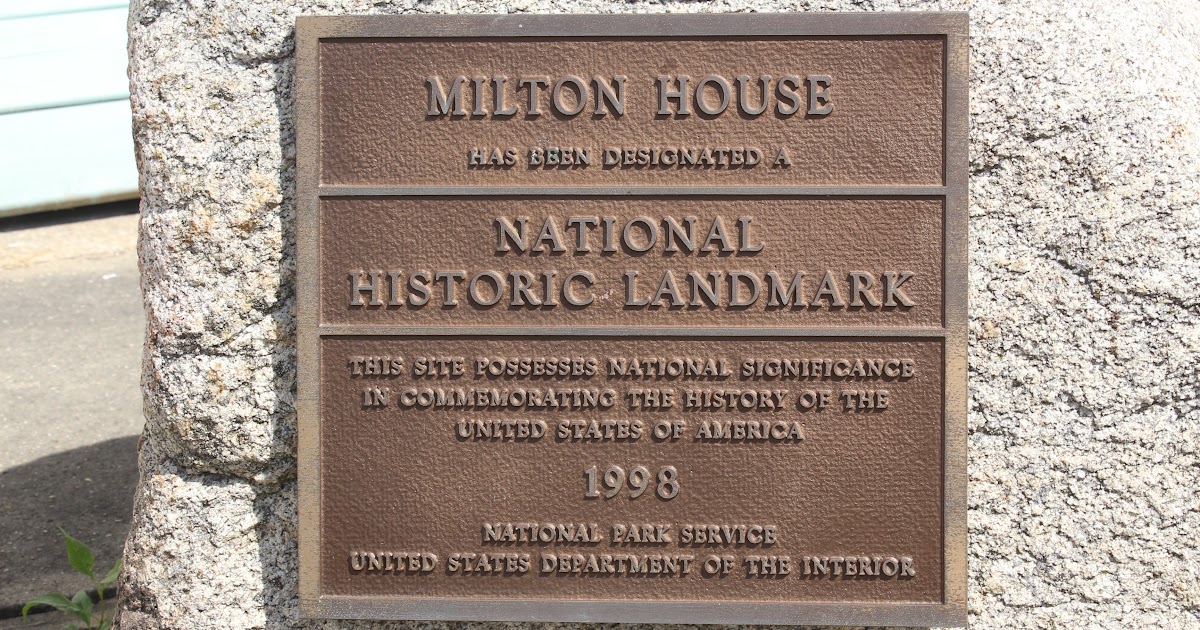 MILTON HOUSE
HAS BEEN DESIGNATED A
NATIONAL
HISTORIC LANDMARK
THIS SITE POSSESSES NATIONAL SIGNIFICANCE
IN COMMEMORATING THE HISTORY OF THE
UNITED STATES OF AMERICA
1998
NATIONAL PARK SERVICE
UNITED STATES DEPARTMENT OF THE INTERIOR